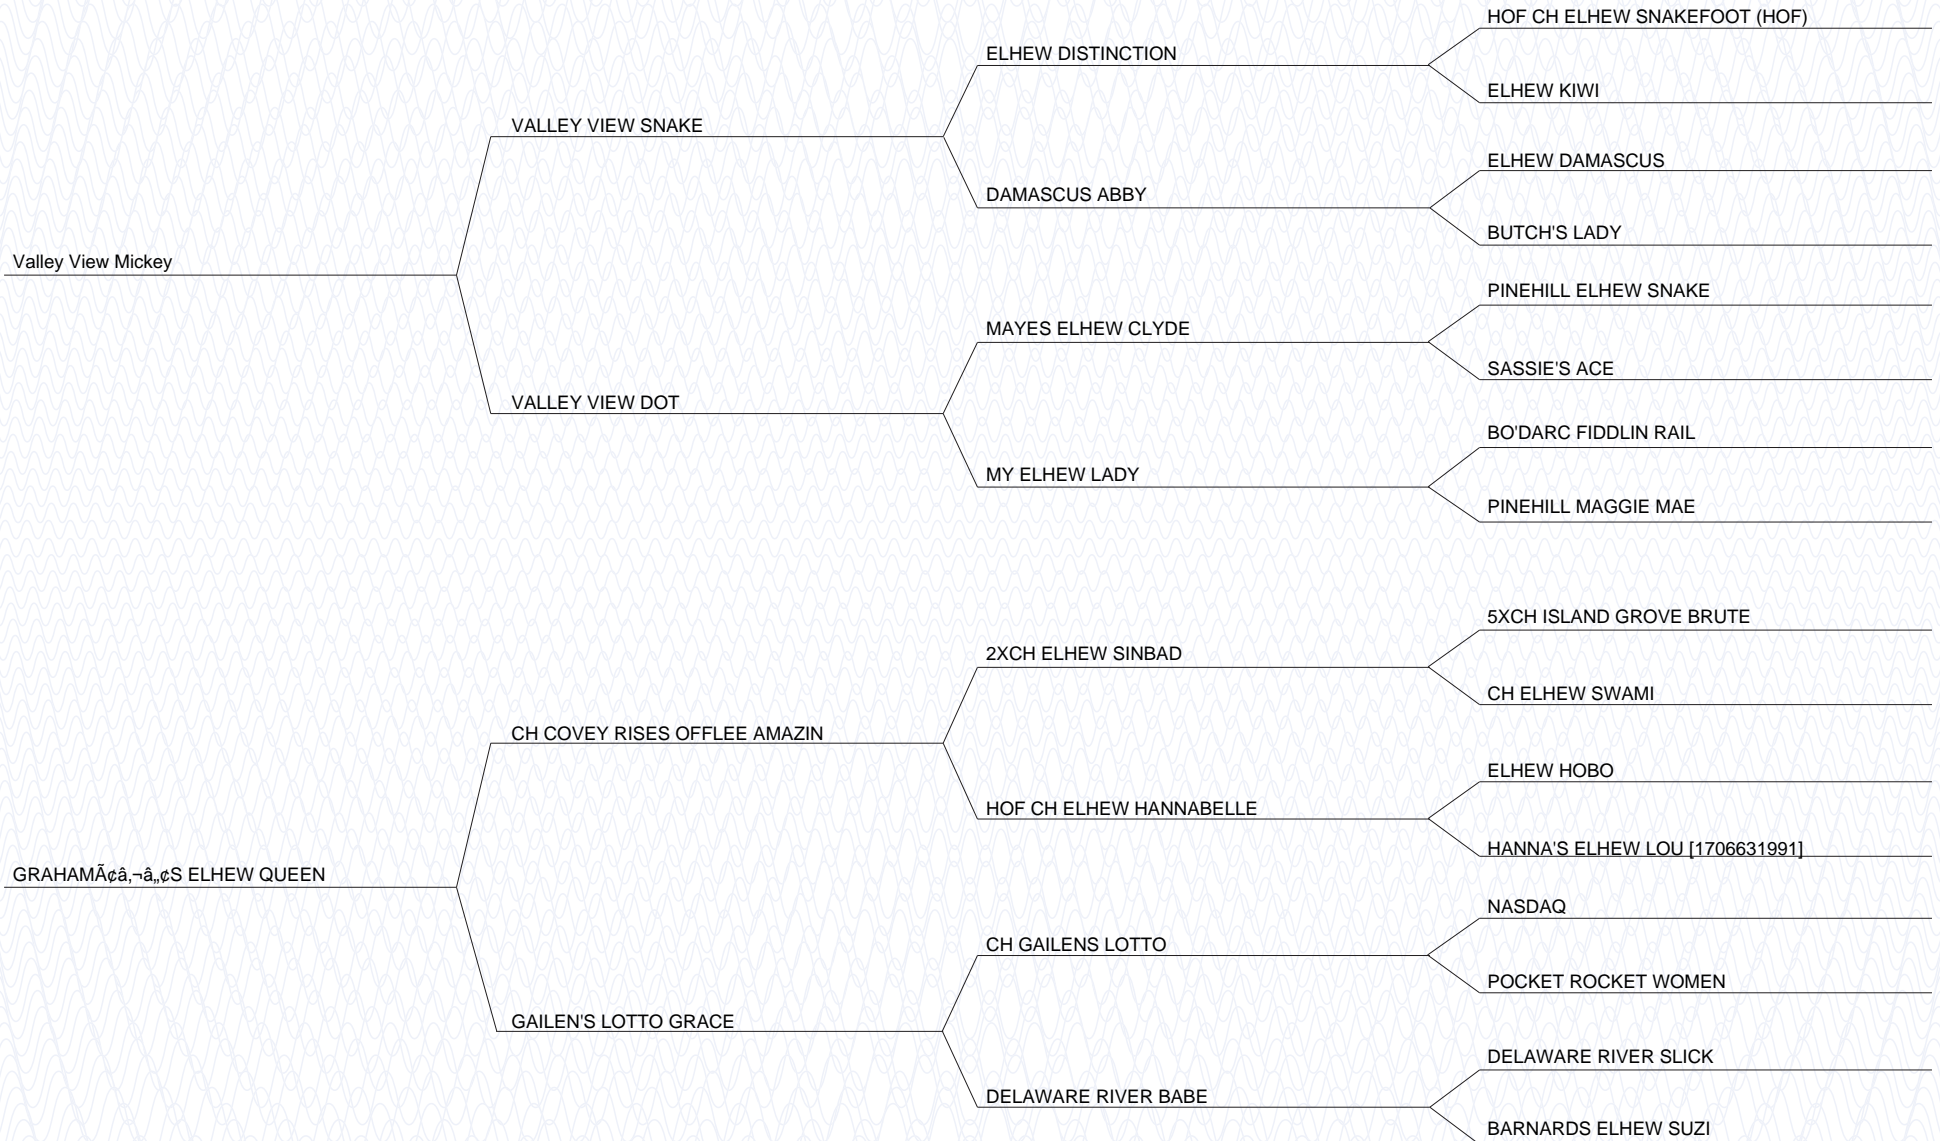 HOF CH ELHEW SNAKEFOOT (HOF)
ELHEW DISTINCTION
ELHEW KIWI
VALLEY VIEW SNAKE
ELHEW DAMASCUS
DAMASCUS ABBY
BUTCH'S LADY
Valley View Mickey
PINEHILL ELHEW SNAKE
MAYES ELHEW CLYDE
SASSIE'S ACE
VALLEY VIEW DOT
BO'DARC FIDDLIN RAIL
MY ELHEW LADY
PINEHILL MAGGIE MAE
5XCH ISLAND GROVE BRUTE
2XCH ELHEW SINBAD
CH ELHEW SWAMI
CH COVEY RISES OFFLEE AMAZIN
ELHEW HOBO
HOF CH ELHEW HANNABELLE
HANNA'S ELHEW LOU [1706631991]
GRAHAMÃ¢â‚¬â„¢S ELHEW QUEEN
NASDAQ
CH GAILENS LOTTO
POCKET ROCKET WOMEN
GAILEN'S LOTTO GRACE
DELAWARE RIVER SLICK
DELAWARE RIVER BABE
BARNARDS ELHEW SUZI